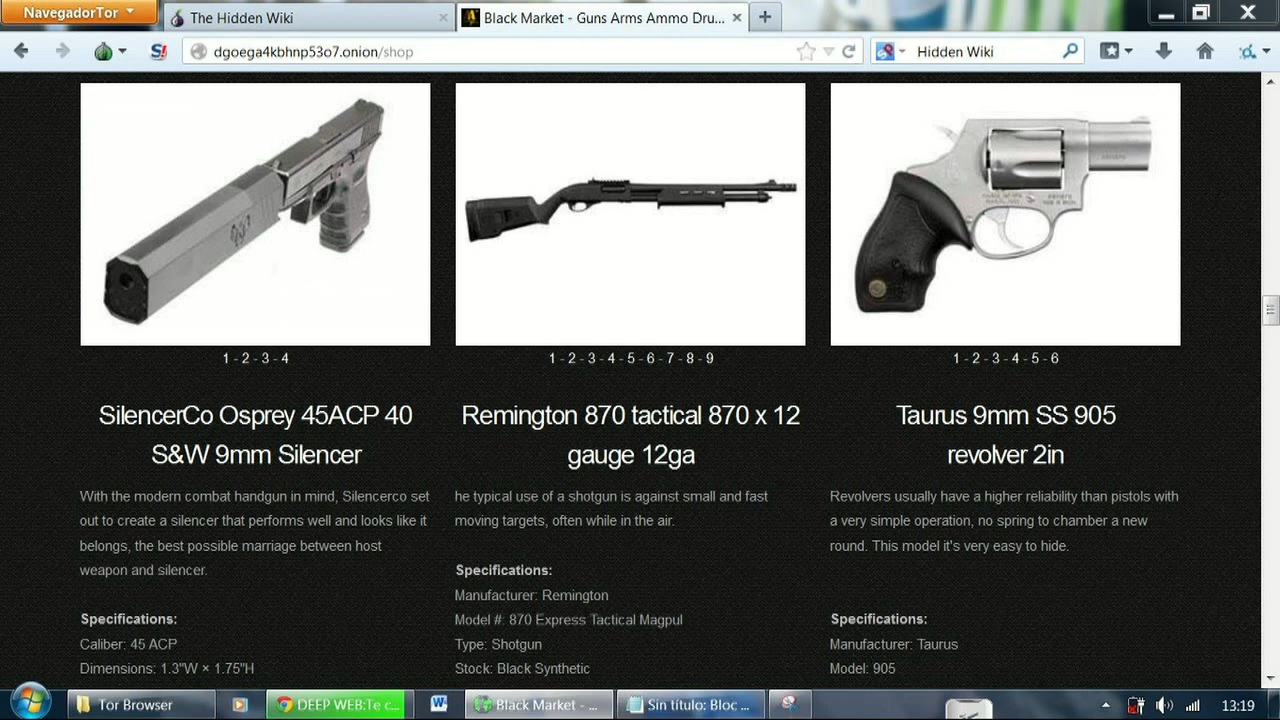 NavegadorTor
The Hidden Wiki
Black Market - Guns Arms Ammo Dru...
dgoega4kbhnp53o7.onion/shop
Hidden Wiki
1 - 2 - 3 - 4
1 - 2 - 3 - 4 - 5 - 6 - 7 - 8 - 9
1 - 2 - 3 - 4 - 5 - 6
SilencerCo Osprey 45ACP 40
S&W 9mm Silencer
With the modern combat handgun in mind, Silencerco set
out to create a silencer that performs well and looks like it
belongs, the best possible marriage between host
weapon and silencer.
Specifications:
Caliber: 45 ACP
Dimensions: 1.3"W × 1.75"H
Remington 870 tactical 870 x 12
gauge 12ga
he typical use of a shotgun is against small and fast
moving targets, often while in the air.
Specifications:
Manufacturer: Remington
Model #: 870 Express Tactical Magpul
Type: Shotgun
Stock: Black Synthetic
Taurus 9mm SS 905
revolver 2in
Revolvers usually have a higher reliability than pistols with
a very simple operation, no spring to chamber a new
round. This model it's very easy to hide.
Specifications:
Manufacturer: Taurus
Model: 905
Tor Browser
DEEP WEB:Te c...
Black Market - ...
Sin título: Bloc ...
13:19